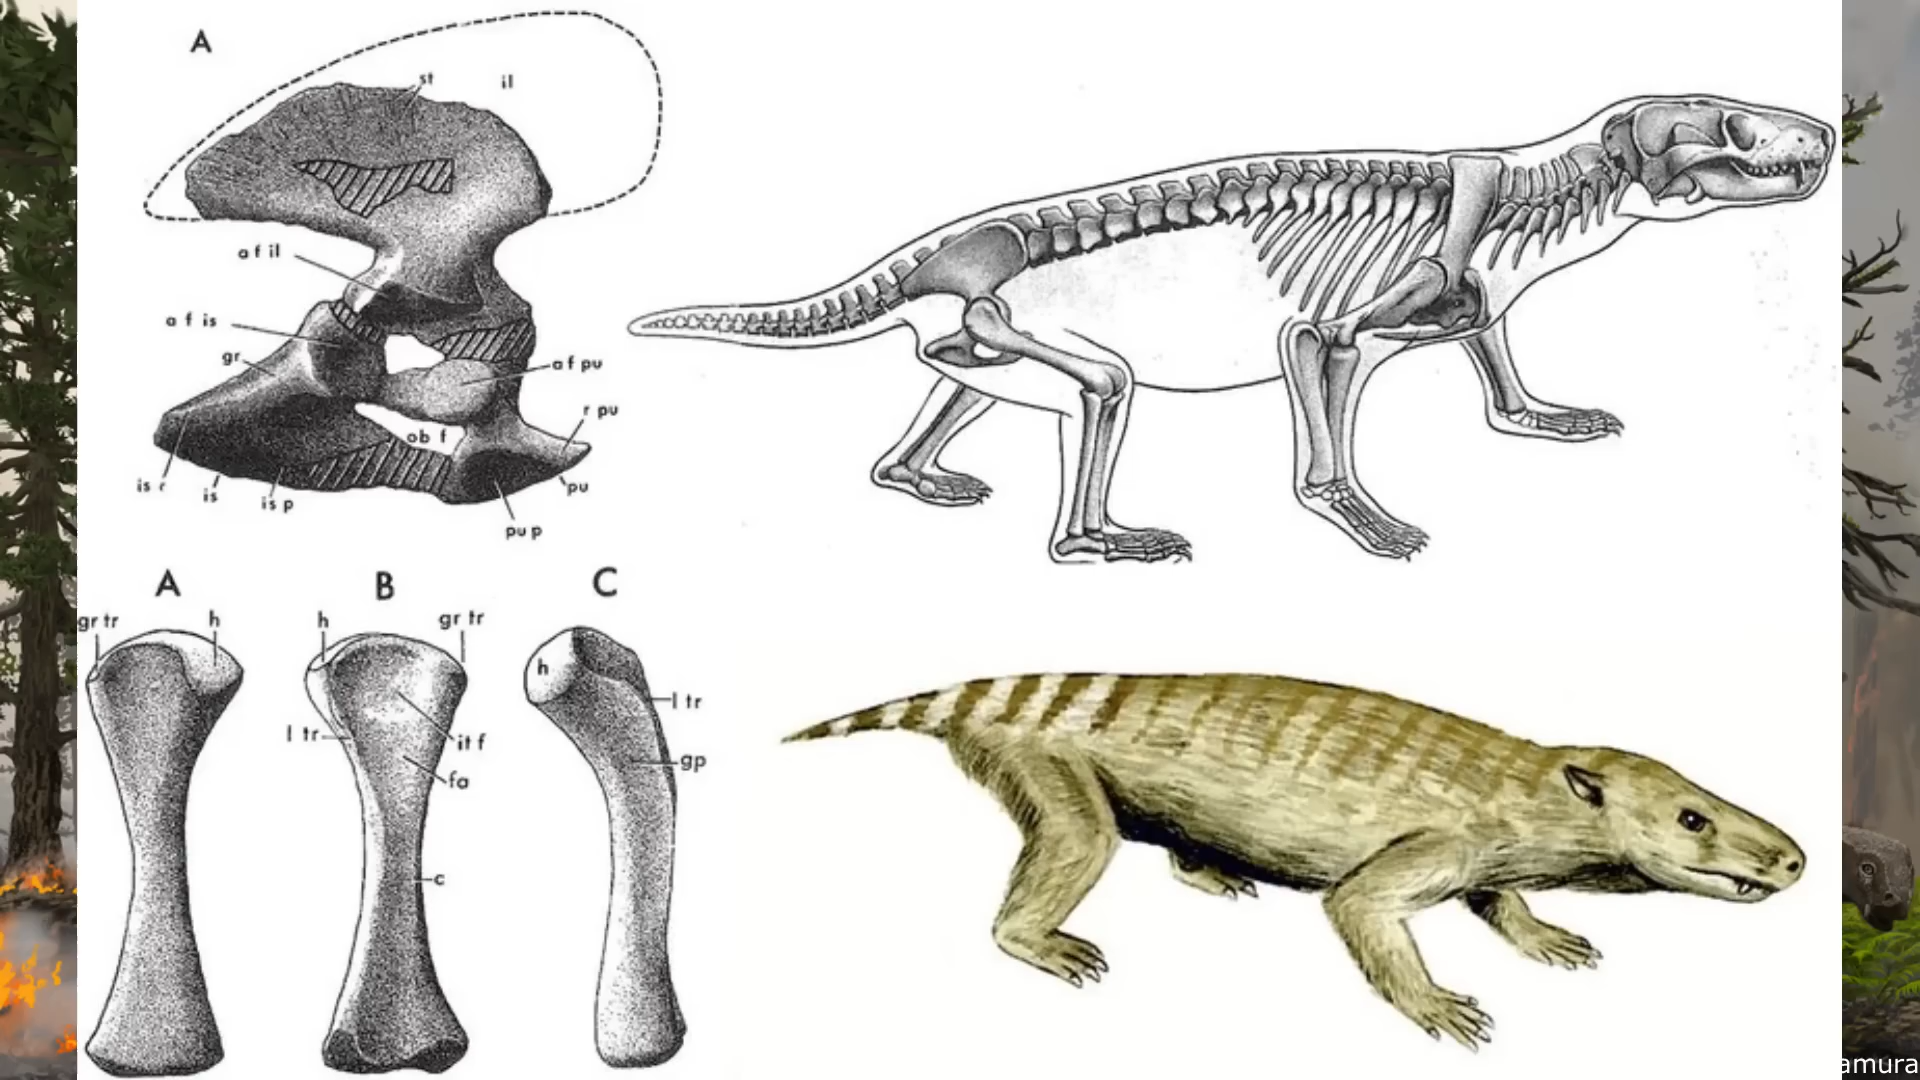 A
st
il
a f il
a f is
gr
a f pu
r pu
ob f
is
is p
pu
pu p
A
B
C
gr tr
h
h
gr tr
h
l tr
l tr
it f
gp
fa
c
amura